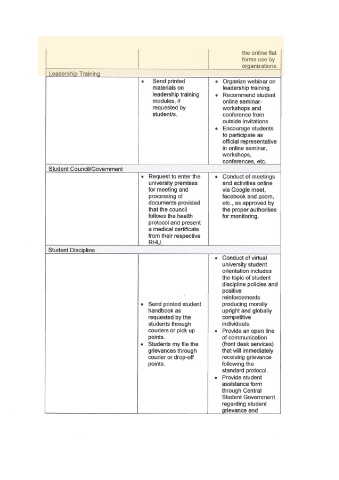 the online flat
forms use by
organizations.
Leadership Training
• Send printed
materials on
leadership training
modules, if
requested by
student/s.
• Organize webinar on
leadership training.
• Recommend student
online seminar-
workshops and
conference from
outside invitations
• Encourage students
to participate as
official representative
in online seminar,
workshops,
conferences, etc.
Student Council/Government
• Request to enter the
university premises
for meeting and
processing of
documents provided
that the council
follows the health
protocol and present
a medical certificate
from their respective
RHU.
• Conduct of meetings
and activities online
via Google meet,
facebook and zoom,
etc., as approved by
the proper authorities
for monitoring.
Student Discipline
• Send printed student
handbook as
requested by the
students through
couriers or pick up
points.
• Students my file the
grievances through
courier or drop-off
points.
• Conduct of virtual
university student
orientation includes
the topic of student
discipline policies and
positive
reinforcements
producing morally
upright and globally
competitive
individuals.
• Provide an open line
of communication
(front desk services)
that will immediately
receiving grievance
following the
standard protocol.
• Provide student
assistance form
through Central
Student Government
regarding student
grievance and